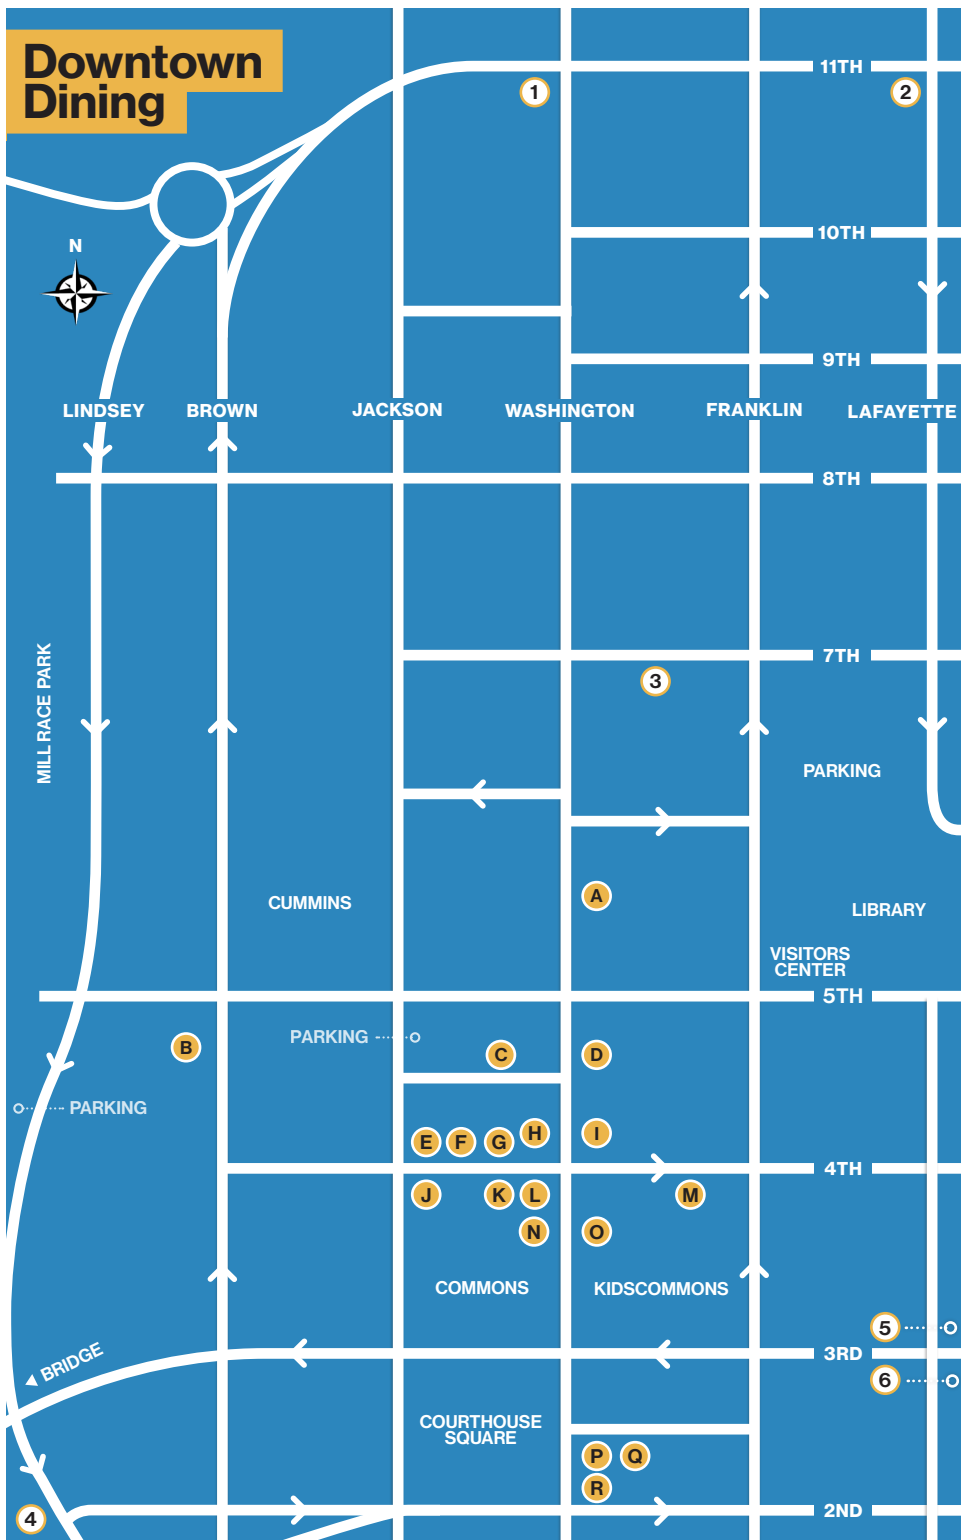 Downtown
Dining
11TH
1
2
10TH
N
9TH
LINDSEY
BROWN
JACKSON
WASHINGTON
FRANKLIN
LAFAYETTE
8TH
MILL RACE PARK
7TH
3
PARKING
A
CUMMINS
LIBRARY
VISITORS
CENTER
5TH
PARKING
B
C
D
PARKING
E
F
G
H
I
4TH
J
K
L
M
N
O
COMMONS
KIDSCOMMONS
5
BRIDGE
3RD
6
COURTHOUSE
SQUARE
P
Q
R
4
2ND